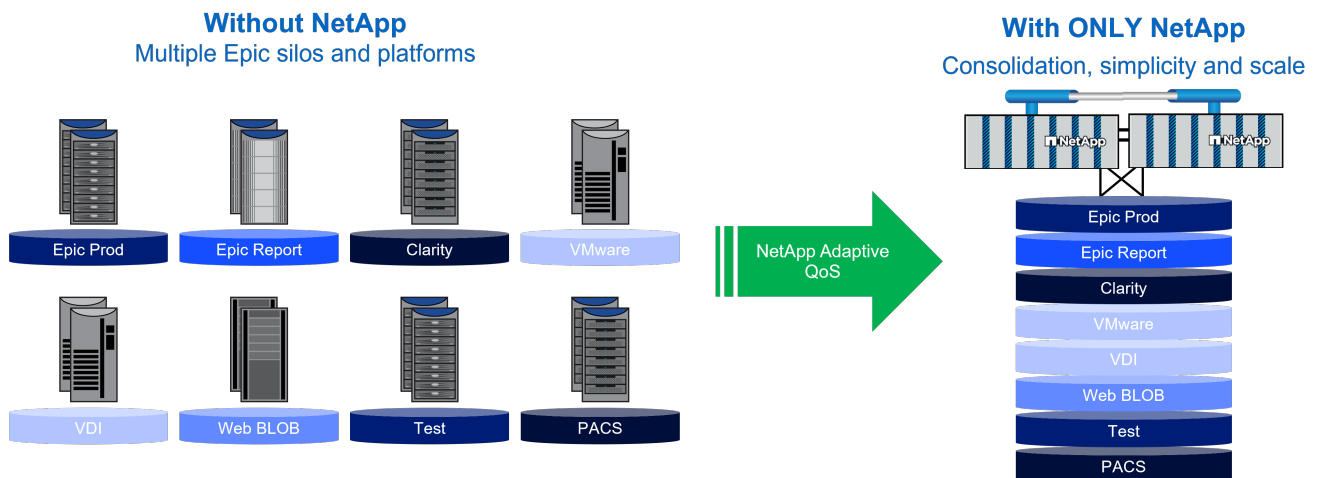 Without NetApp
Multiple Epic silos and platforms
Epic Prod
Epic Report
Clarity
VMware
VDI
Web BLOB
Test
PACS
NetApp Adaptive
QoS
With ONLY NetApp
Consolidation, simplicity and scale
NetApp
NetApp
Epic Prod
Epic Report
Clarity
VMware
VDI
Web BLOB
Test
PACS